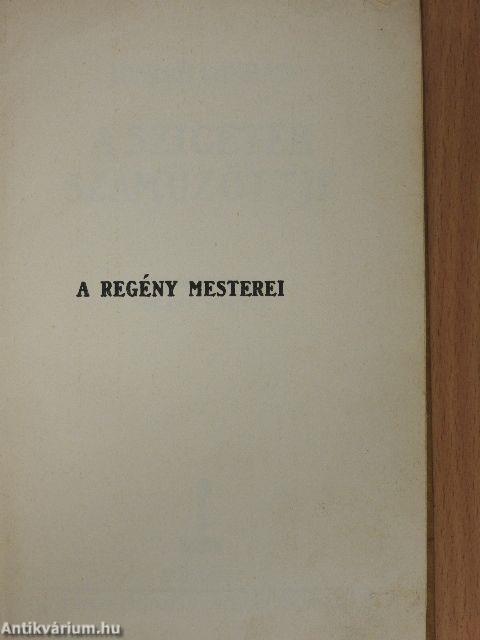 A REGÉNY MESTEREI
Antikvárium.hu